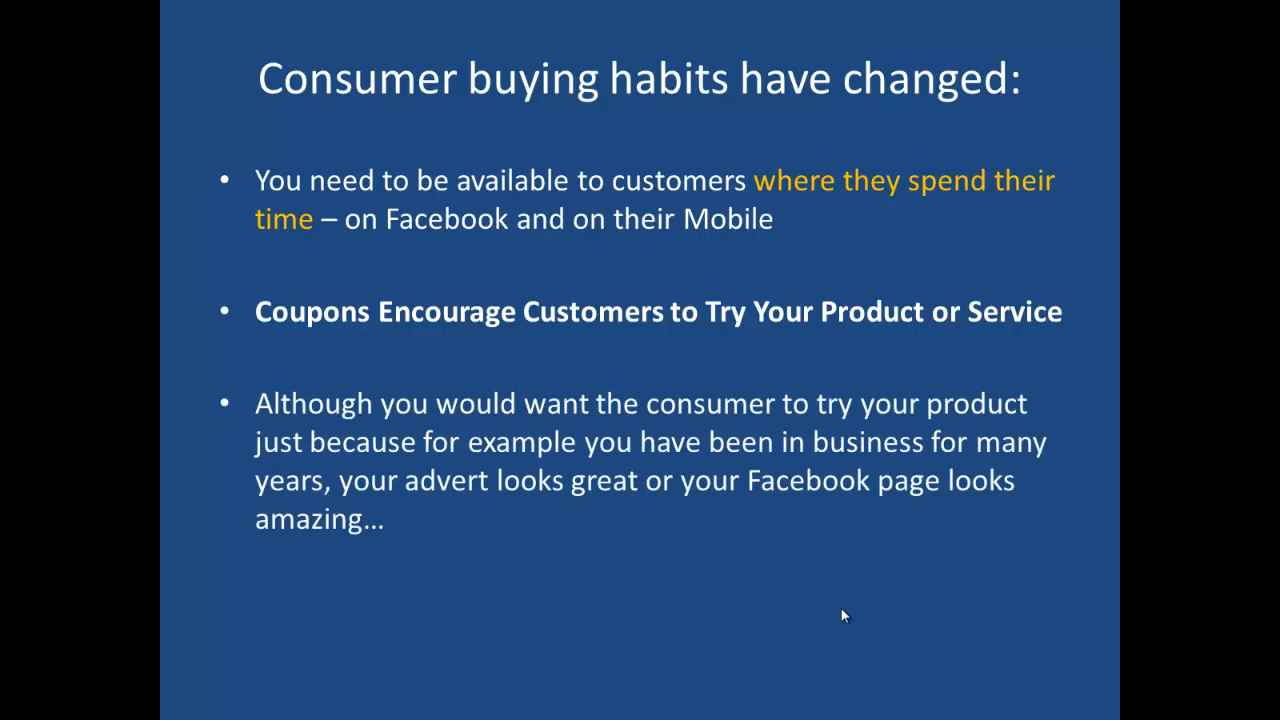 Consumer buying habits have changed:
• You need to be available to customers where they spend their
time – on Facebook and on their Mobile
• Coupons Encourage Customers to Try Your Product or Service
• Although you would want the consumer to try your product
just because for example you have been in business for many
years, your advert looks great or your Facebook page looks
amazing...